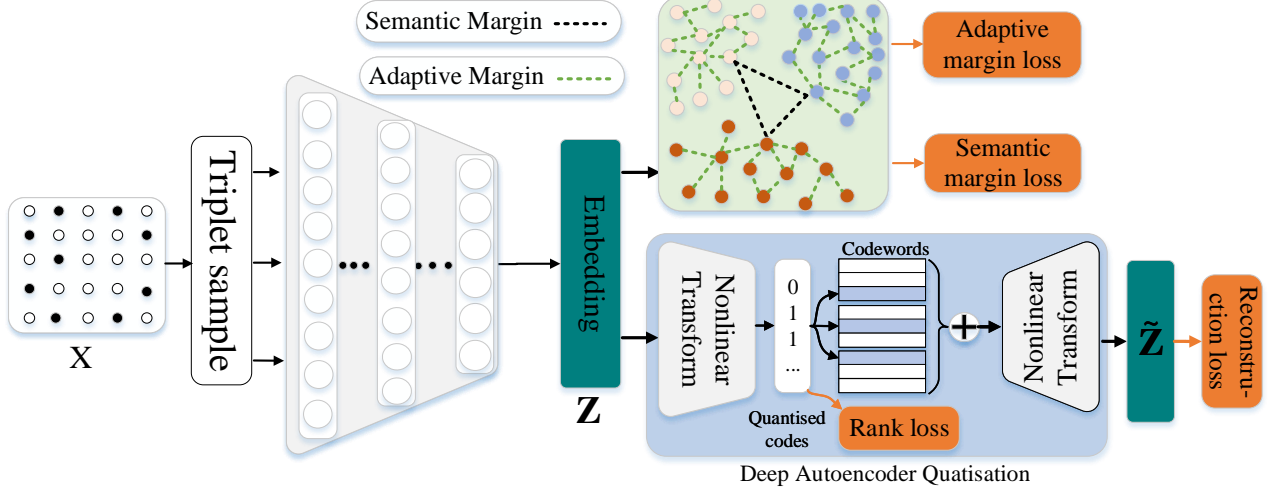 Semantic Margin
Adaptive Margin
Adaptive
margin loss
Semantic
margin loss
X
Triplet sample
Embedding
Z
Nonlinear
Transform
0
1
1
...
Quantised
codes
Codewords
Rank loss
Nonlinear
Transform
Z̃
Reconstru-
ction loss
Deep Autoencoder Quatisation